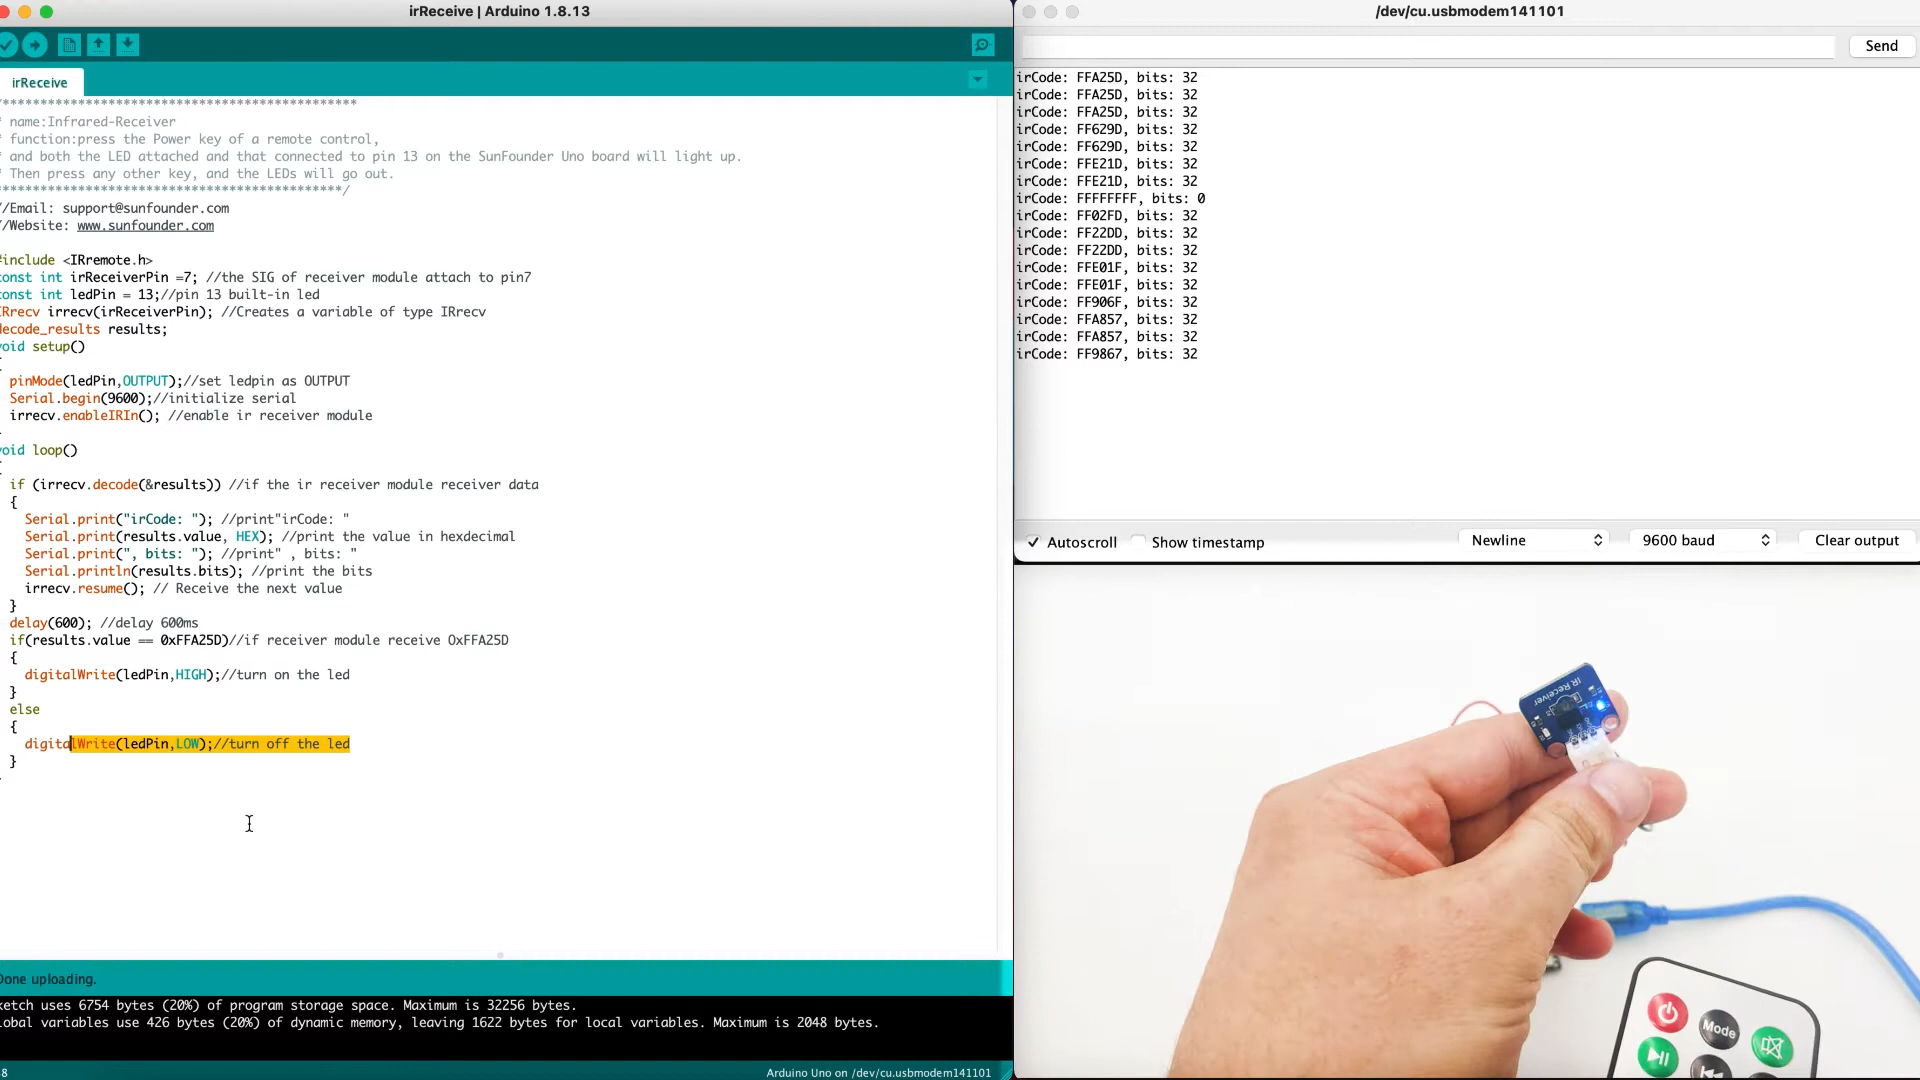 irReceive | Arduino 1.8.13
irReceive
/***********************************************
* name:Infrared-Receiver
* function:press the Power key of a remote control,
* and both the LED attached and that connected to pin 13 on the SunFounder Uno board will light up.
* Then press any other key, and the LEDs will go out.
**********************************************/
//Email: support@sunfounder.com
//Website: www.sunfounder.com
#include <IRremote.h>
const int irReceiverPin =7; //the SIG of receiver module attach to pin7
const int ledPin = 13;//pin 13 built-in led
IRrecv irrecv(irReceiverPin); //Creates a variable of type IRrecv
decode_results results;
void setup()
{
pinMode(ledPin,OUTPUT);//set ledpin as OUTPUT
Serial.begin(9600);//initialize serial
irrecv.enableIRIn(); //enable ir receiver module
void loop()
{
if (irrecv.decode(&results)) //if the ir receiver module receiver data
{
Serial.print("irCode: "); //print"irCode: "
Serial.print(results.value, HEX); //print the value in hexdecimal
Serial.print(", bits: "); //print" , bits: "
Serial.println(results.bits); //print the bits
irrecv.resume(); // Receive the next value
}
delay(600); //delay 600ms
if(results.value == 0xFFA25D)//if receiver module receive OxFFA25D
{
digitalWrite(ledPin,HIGH);//turn on the led
}
else
{
digitalWrite(ledPin,LOW);//turn off the led
}
Done uploading.
ketch uses 6754 bytes (20%) of program storage space. Maximum is 32256 bytes.
lobal variables use 426 bytes (20%) of dynamic memory, leaving 1622 bytes for local variables. Maximum is 2048 bytes.
8
Arduino Uno on /dev/cu.usbmodem141101
/dev/cu.usbmodem141101
Send
irCode: FFA25D, bits: 32
irCode: FFA25D, bits: 32
irCode: FFA25D, bits: 32
irCode: FF629D, bits: 32
irCode: FF629D, bits: 32
irCode: FFE21D, bits: 32
irCode: FFE21D, bits: 32
irCode: FFFFFFFF, bits: 0
irCode: FF02FD, bits: 32
irCode: FF22DD, bits: 32
irCode: FF22DD, bits: 32
irCode: FFE01F, bits: 32
irCode: FFE01F, bits: 32
irCode: FF906F, bits: 32
irCode: FFA857, bits: 32
irCode: FFA857, bits: 32
irCode: FF9867, bits: 32
Autoscroll
Show timestamp
Newline
9600 baud
Clear output
IR Receiver
Mode